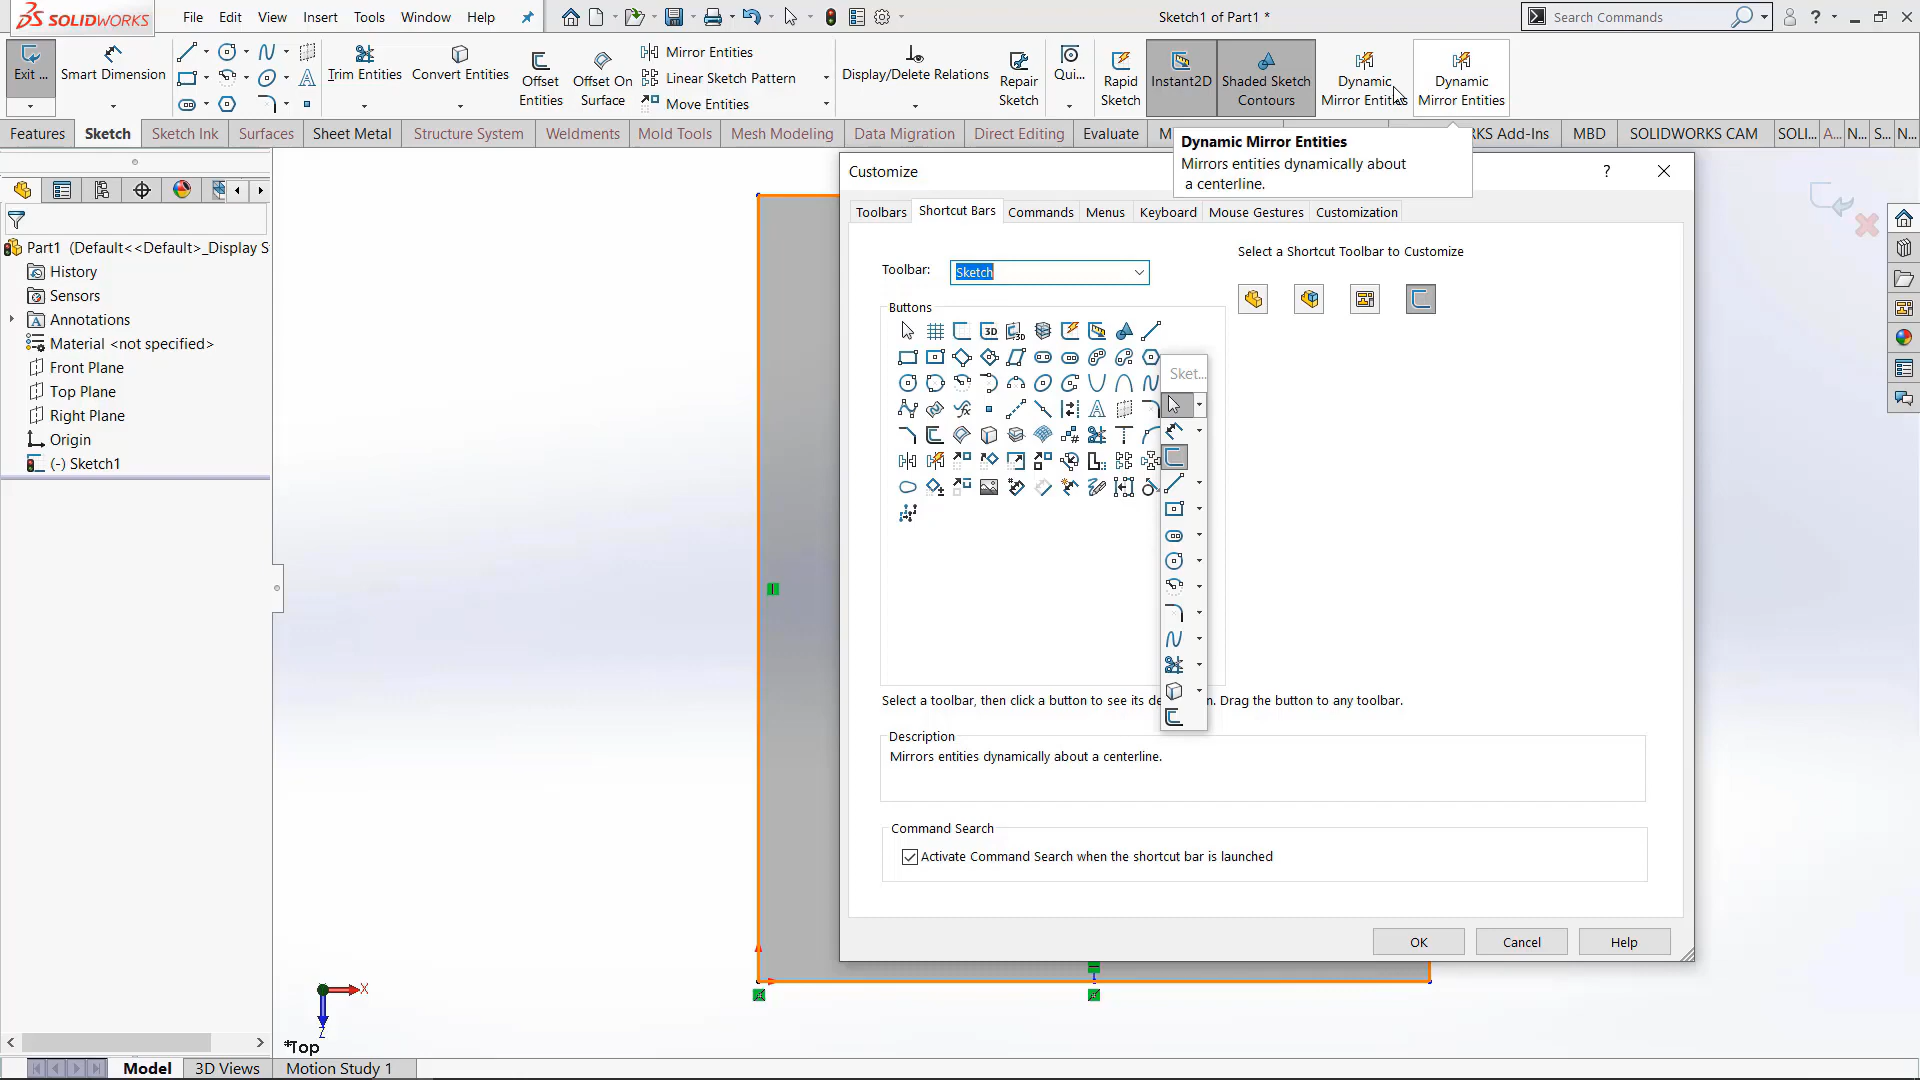 SOLIDWORKS
File Edit View Insert Tools Window Help
Sketch1 of Part1 *
Search Commands
Exit ...
Smart Dimension
Trim Entities
Convert Entities
Offset
Entities
Offset On
Surface
Mirror Entities
Linear Sketch Pattern
Move Entities
Display/Delete Relations
Repair
Sketch
Qui...
Rapid
Sketch
Instant2D
Shaded Sketch
Contours
Dynamic
Mirror Entities
Dynamic
Mirror Entities
Features Sketch Sketch Ink Surfaces Sheet Metal Structure System Weldments Mold Tools Mesh Modeling Data Migration Direct Editing Evaluate M RKS Add-Ins MBD SOLIDWORKS CAM SOLI... A... N... S... N...
Dynamic Mirror Entities
Mirrors entities dynamically about
a centerline.
Part1 (Default<<Default>_Display S
History
Sensors
Annotations
Material <not specified>
Front Plane
Top Plane
Right Plane
Origin
(-) Sketch1
Customize
?
Toolbars Shortcut Bars Commands Menus Keyboard Mouse Gestures Customization
Select a Shortcut Toolbar to Customize
Toolbar: Sketch
Buttons
3D
Sket...
Select a toolbar, then click a button to see its de n. Drag the button to any toolbar.
Description
Mirrors entities dynamically about a centerline.
Command Search
Activate Command Search when the shortcut bar is launched
OK Cancel Help
X
Z
*Top
Model 3D Views Motion Study 1